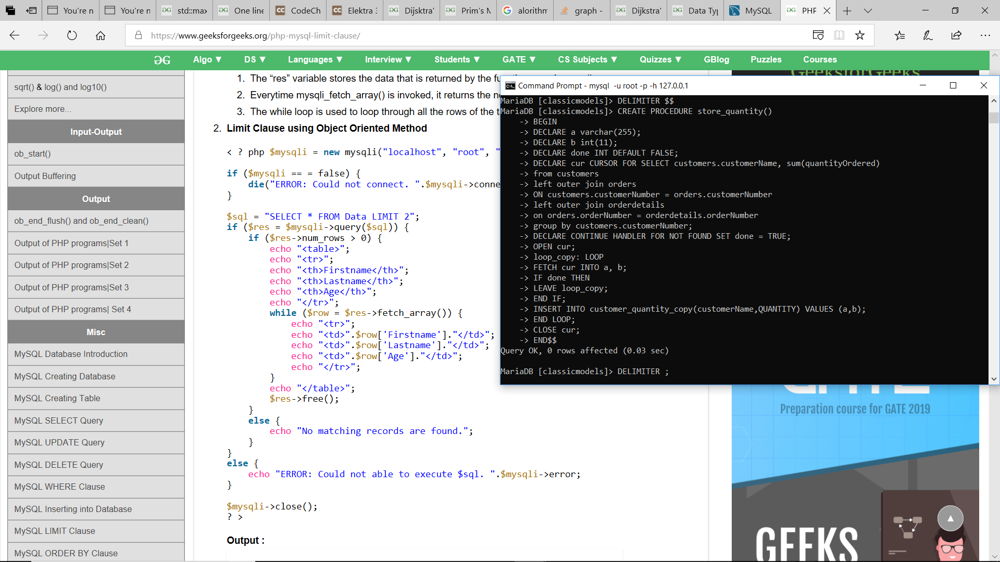 You're n
You're n
std::max
One line
CodeCh
Elektra
Dijsktra'
Prim's M
alorithm
graph -
Dijkstra'
Data Typ
MySQL
PHP
https://www.geeksforgeeks.org/php-mysql-limit-clause/
Algo ▼
DS ▼
Languages ▼
Interview ▼
Students ▼
GATE ▼
CS Subjects ▼
Quizzes ▼
GBlog
Puzzles
Courses
sqrt() & log() and log10()
Explore more...
Input-Output
ob_start()
Output Buffering
Output
ob_end_flush() and ob_end_clean()
Output of PHP programs|Set 1
Output of PHP programs|Set 2
Output of PHP programs|Set 3
Output of PHP programs| Set 4
Misc
MySQL Database Introduction
MySQL Creating Database
MySQL Creating Table
MySQL SELECT Query
MySQL UPDATE Query
MySQL DELETE Query
MySQL WHERE Clause
MySQL Inserting into Database
MySQL LIMIT Clause
MySQL ORDER BY Clause
1. The “res” variable stores the data that is returned by the
2. Everytime mysqli_fetch_array() is invoked, it returns the
3. The while loop is used to loop through all the rows of the
2. Limit Clause using Object Oriented Method
< ? php $mysqli = new mysqli("localhost", "root", "
if ($mysqli == = false) {
die("ERROR: Could not connect. ".$mysqli->conne
}
$sql = "SELECT * FROM Data LIMIT 2";
if ($res = $mysqli->query($sql)) {
if ($res->num_rows > 0) {
echo "<table>";
echo "<tr>";
echo "<th>Firstname</th>";
echo "<th>Lastname</th>";
echo "<th>Age</th>";
echo "</tr>";
while ($row = $res->fetch_array()) {
echo "<tr>";
echo "<td>".$row['Firstname']."</td>";
echo "<td>".$row['Lastname']."</td>";
echo "<td>".$row['Age']."</td>";
echo "</tr>";
}
echo "</table>";
$res->free();
}
else {
echo "No matching records are found.";
}
}
else {
echo "ERROR: Could not able to execute $sql. ".$mysqli->error;
}
$mysqli->close();
? >
Output :
GeeksforGeeks
Command Prompt - mysql -u root -p -h 127.0.0.1
MariaDB [classicmodels]> DELIMITER $$
MariaDB [classicmodels]> CREATE PROCEDURE store_quantity()
-> BEGIN
-> DECLARE a varchar(255);
-> DECLARE b int(11);
-> DECLARE done INT DEFAULT FALSE;
-> DECLARE cur CURSOR FOR SELECT customers.customerName, sum(quantityOrdered)
-> from customers
-> left outer join orders
-> ON customers.customerNumber = orders.customerNumber
-> left outer join orderdetails
-> on orders.orderNumber = orderdetails.orderNumber
-> group by customers.customerNumber;
-> DECLARE CONTINUE HANDLER FOR NOT FOUND SET done = TRUE;
-> OPEN cur;
-> loop_copy: LOOP
-> FETCH cur INTO a, b;
-> IF done THEN
-> LEAVE loop_copy;
-> END IF;
-> INSERT INTO customer_quantity_copy(customerName,QUANTITY) VALUES (a,b);
-> END LOOP;
-> CLOSE cur;
-> END$$
Query OK, 0 rows affected (0.03 sec)
MariaDB [classicmodels]> DELIMITER ;
GATE
Preparation course for GATE 2019
GEEKS